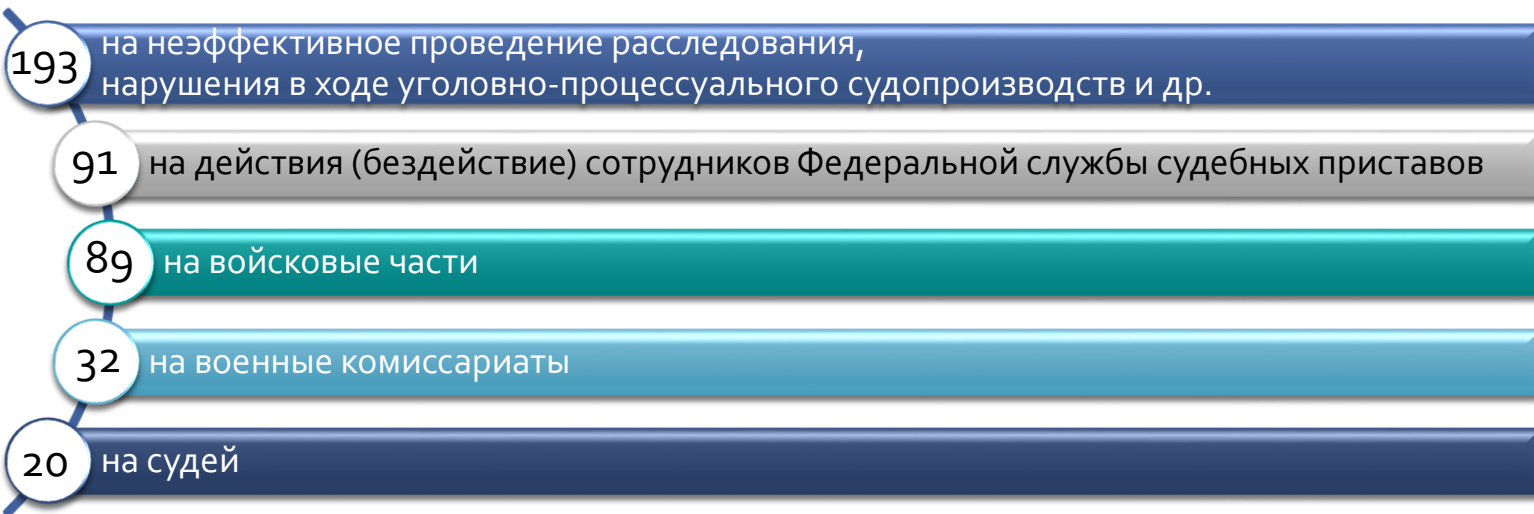 193
на неэффективное проведение расследования,
нарушения в ходе уголовно-процессуального судопроизводств и др.
91
на действия (бездействие) сотрудников Федеральной службы судебных приставов
89
на войсковые части
32
на военные комиссариаты
20
на судей